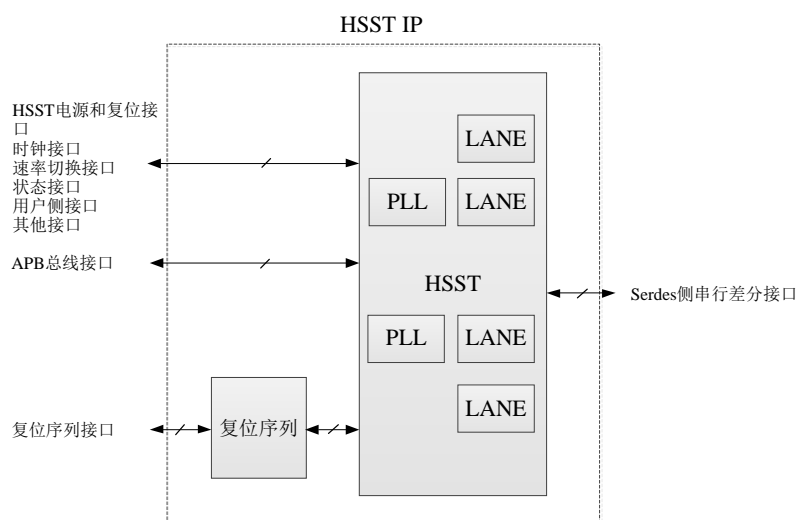 HSST IP
HSST电源和复位接
口
时钟接口
速率切换接口
状态接口
用户侧接口
其他接口
APB总线接口
复位序列接口
复位序列
LANE
PLL
LANE
HSST
PLL
LANE
LANE
Serdes侧串行差分接口